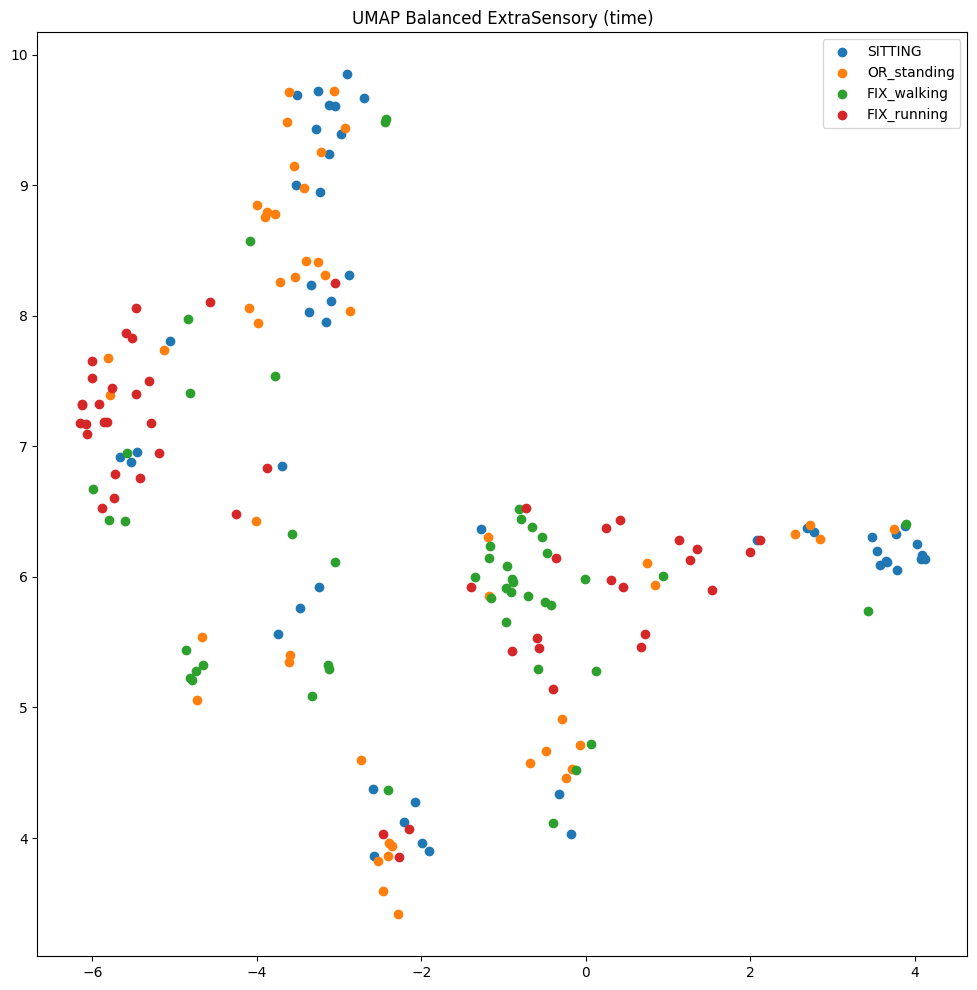 UMAP Balanced ExtraSensory (time)
SITTING
OR_standing
FIX_walking
FIX_running
10
9
8
7
6
5
4
−6
−4
−2
0
2
4